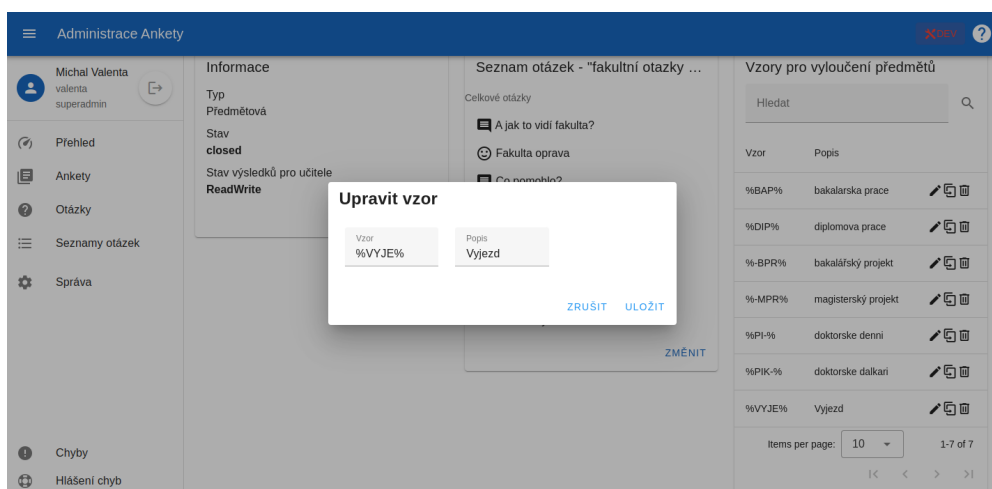 Administrace Ankety
DEV
Michal Valenta
valenta
superadmin
Přehled
Ankety
Otázky
Seznamy otázek
Správa
Chyby
Hlášení chyb
Informace
Typ
Předmětová
Stav
closed
Stav výsledků pro učitele
ReadWrite
Seznam otázek - "fakultní otazky ...
Celkové otázky
A jak to vidí fakulta?
Fakulta oprava
Co pomohlo?
ZMĚNIT
Upravit vzor
Vzor
%VYJE%
Popis
Vyjezd
ZRUŠIT ULOŽIT
Vzory pro vyloučení předmětů
Hledat
Vzor Popis
%BAP% bakalarska prace
%DIP% diplomova prace
%-BPR% bakalářský projekt
%-MPR% magisterský projekt
%PI-% doktorske denni
%PIK-% doktorske dalkari
%VYJE% Vyjezd
Items per page: 10 1-7 of 7